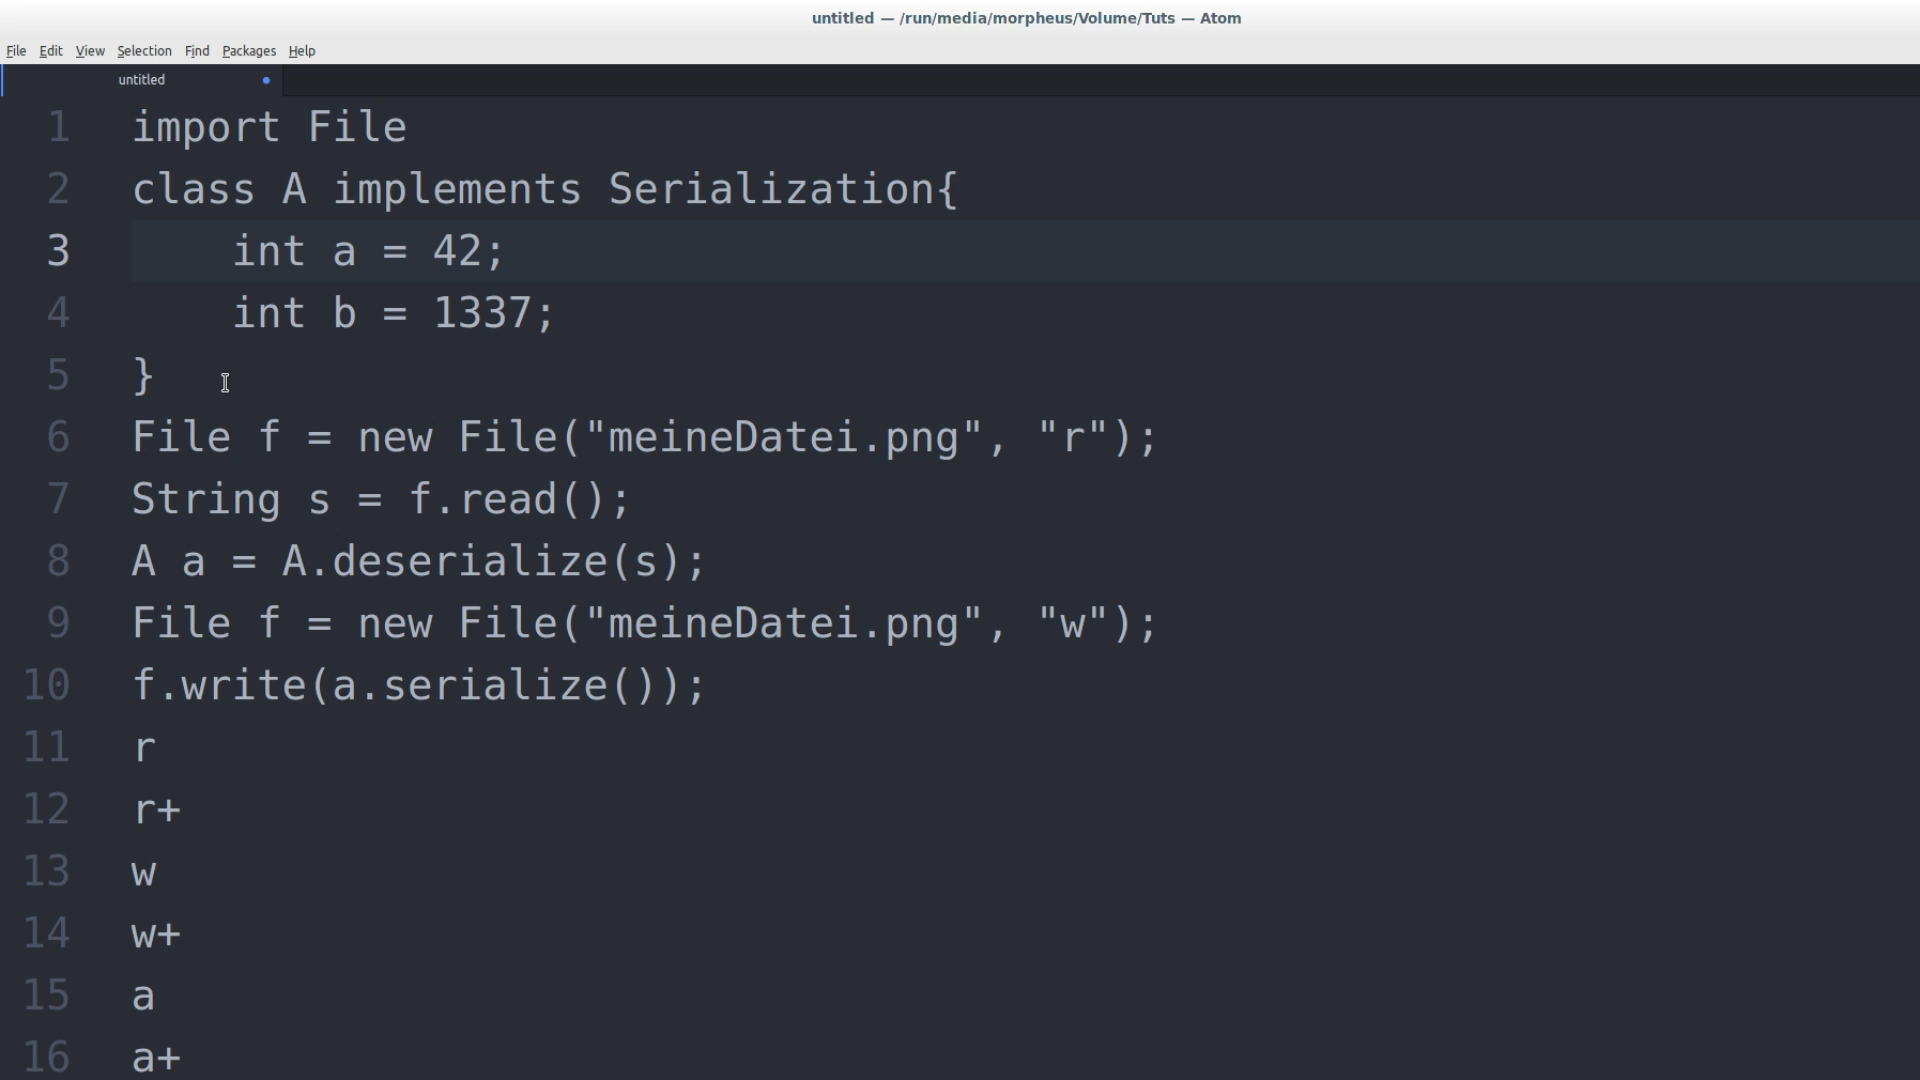 untitled — /run/media/morpheus/Volume/Tuts — Atom
File Edit View Selection Find Packages Help
untitled
1 import File
2 class A implements Serialization{
3     int a = 42;
4     int b = 1337;
5 }
6 File f = new File("meineDatei.png", "r");
7 String s = f.read();
8 A a = A.deserialize(s);
9 File f = new File("meineDatei.png", "w");
10 f.write(a.serialize());
11 r
12 r+
13 w
14 w+
15 a
16 a+